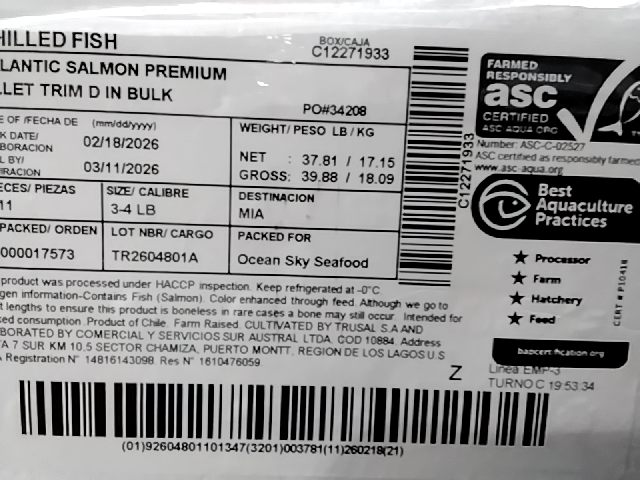 HILLED FISH
BOX/CAJA
C12271933
LANTIC SALMON PREMIUM
LLET TRIM D IN BULK
PO#34208
E OF /FECHA DE (mm/dd/yyyy)
K DATE/
BORACION
02/18/2026
L BY/
PIRACION
03/11/2026
WEIGHT/ PESO LB / KG
NET : 37.81 / 17.15
GROSS: 39.88 / 18.09
ECES/ PIEZAS
11
SIZE/ CALIBRE
3-4 LB
DESTINACION
MIA
PACKED/ ORDEN
000017573
LOT NBR/ CARGO
TR2604801A
PACKED FOR
Ocean Sky Seafood
product was processed under HACCP inspection. Keep refrigerated at -0°C.
gen information-Contains Fish (Salmon). Color enhanced through feed. Although we go to
t lengths to ensure this product is boneless in rare cases a bone may still occur. Intended for
ed consumption. Product of Chile. Farm Raised. CULTIVATED BY TRUSAL S.A AND
ABORATED BY COMERCIAL Y SERVICIOS SUR AUSTRAL LTDA. COD 10884. Address
TA 7 SUR KM 10,5 SECTOR CHAMIZA, PUERTO MONTT, REGION DE LOS LAGOS U.S
A Registration N° 14816143098 Res N° 1610476059
Z
(01)92604801101347(3201)003781(11)260218(21)
C12271933
FARMED
RESPONSIBLY
asc
CERTIFIED
ASC-AQUA.ORG
Number: ASC-C-02527
ASC certified as responsibly farmed
www.asc-aqua.org
Best
Aquaculture
Practices
★ Processor
★ Farm
★ Hatchery
★ Feed
CERT # P10418
bapcertification.org
Linea EMP-3
TURNO C 19:53:34